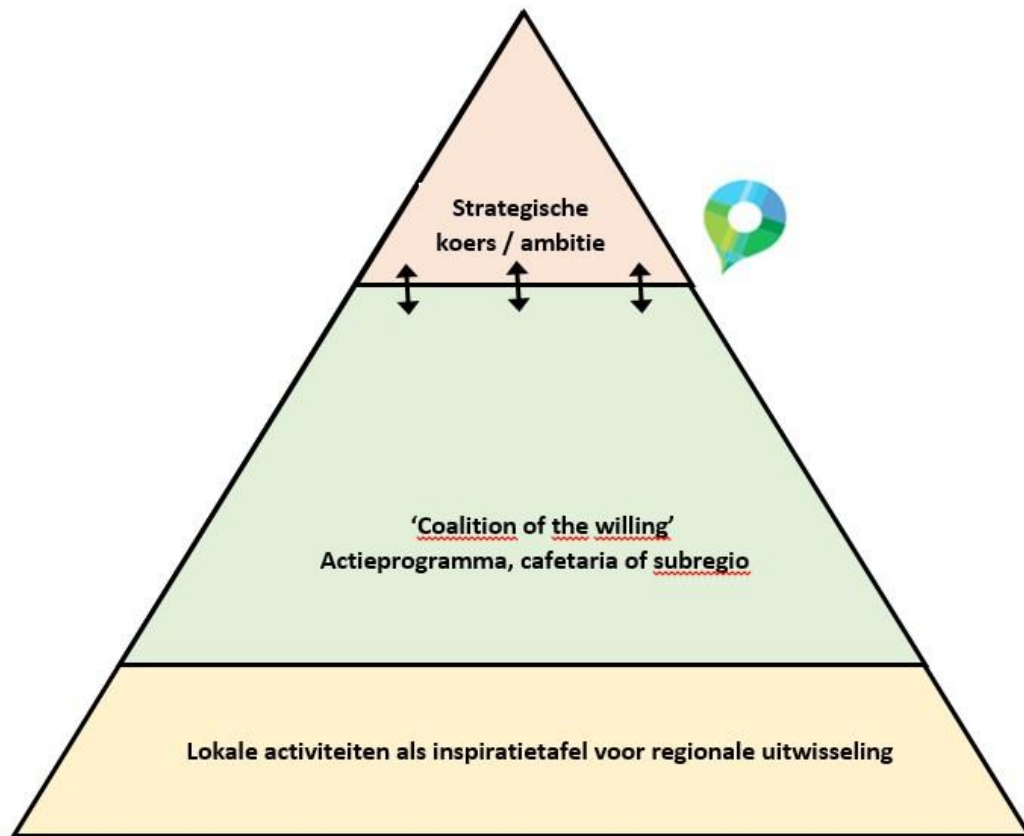 Strategische
koers / ambitie
‘Coalition of the willing’
Actieprogramma, cafetaria of subregio
Lokale activiteiten als inspiratietafel voor regionale uitwisseling